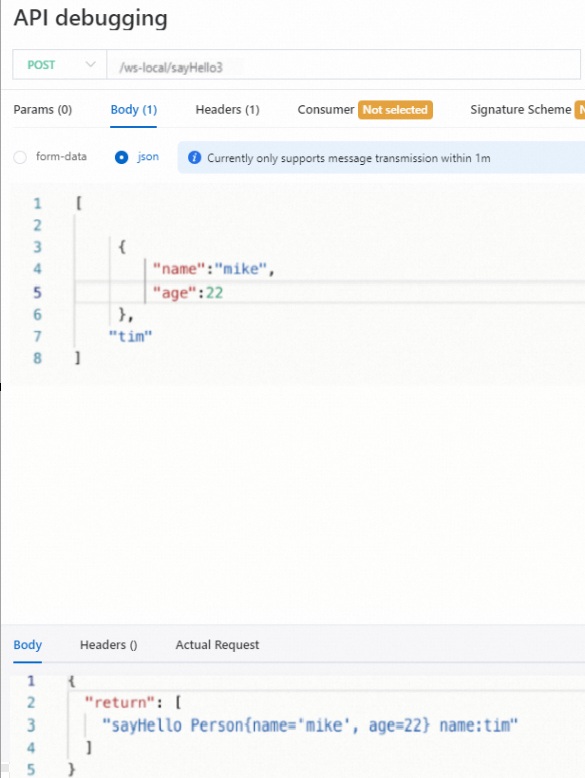 API debugging
POST /ws-local/sayHello3
Params (0) Body (1) Headers (1) Consumer Not selected Signature Scheme
form-data json Currently only supports message transmission within 1m
1 [
2
3 {
4 "name":"mike",
5 "age":22
6 },
7 "tim"
8 ]
Body Headers () Actual Request
1 {
2 "return": [
3 "sayHello Person{name='mike', age=22} name:tim"
4 ]
5 }